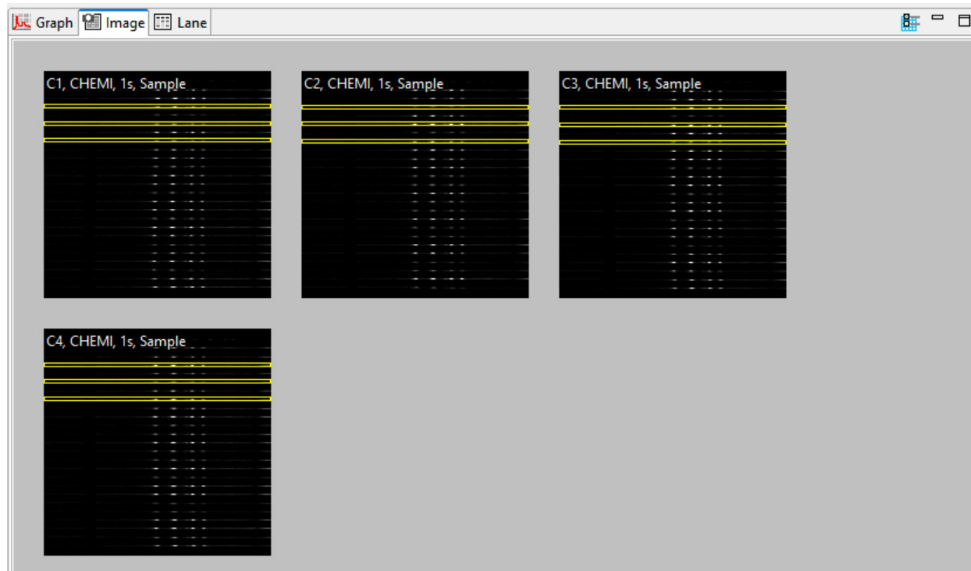 Graph Image Lane
C1, CHEMI, 1s, Sample
C2, CHEMI, 1s, Sample
C3, CHEMI, 1s, Sample
C4, CHEMI, 1s, Sample